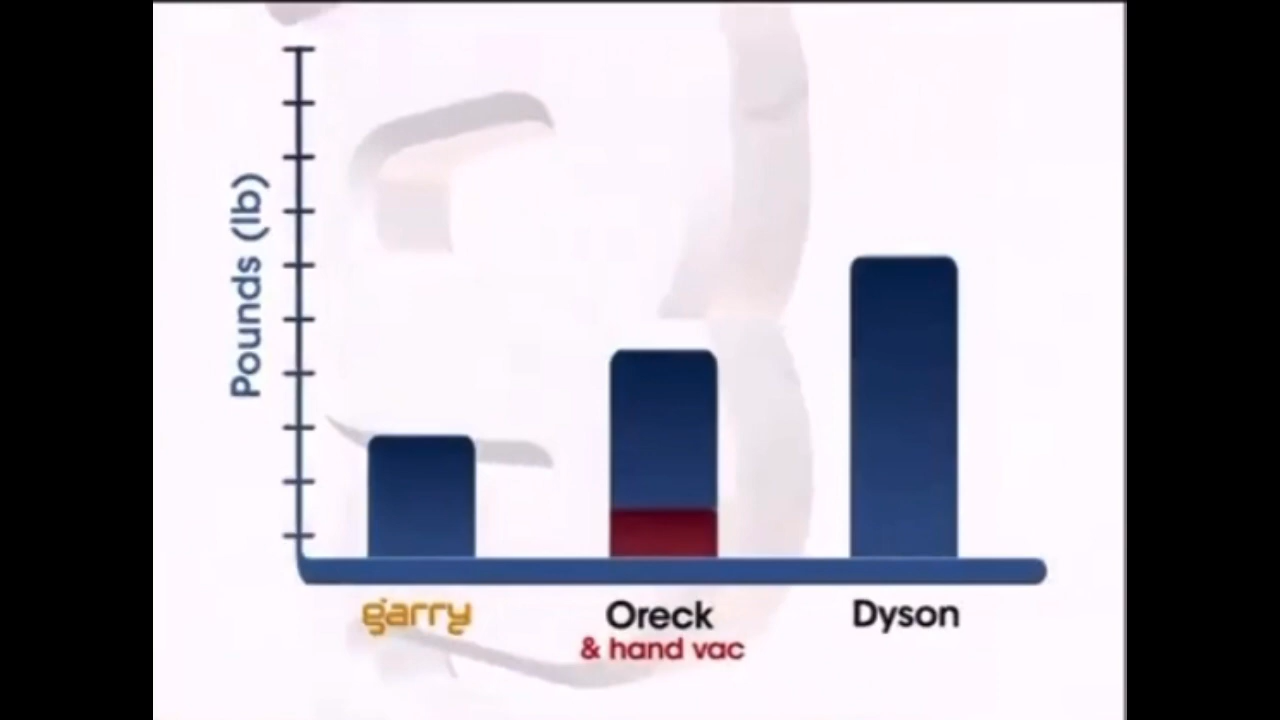 Pounds (lb)
garry
Oreck
& hand vac
Dyson